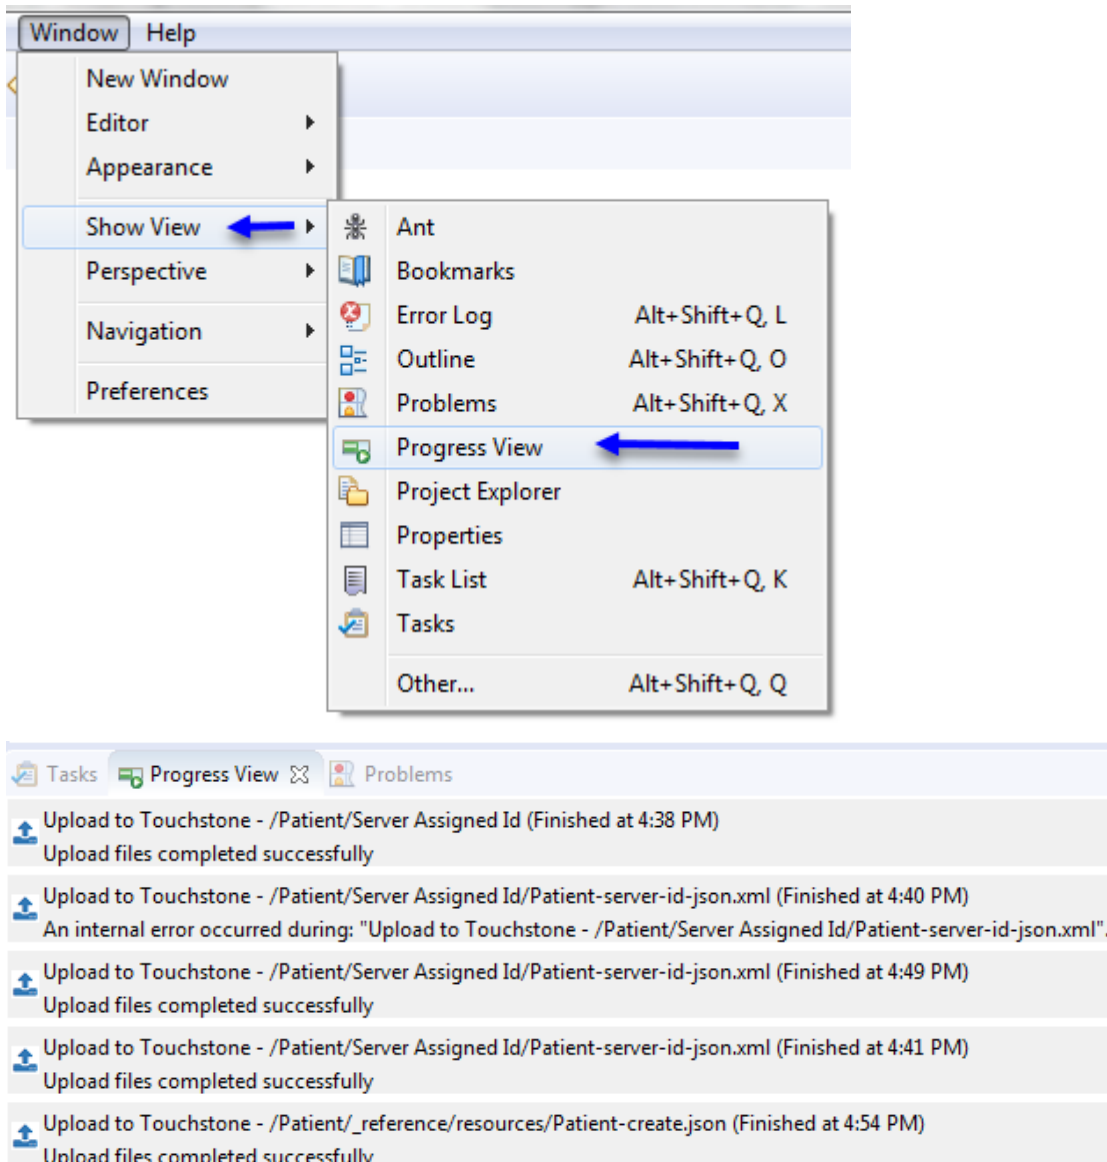 Window Help
New Window
Editor
Appearance
Show View
Perspective
Navigation
Preferences
Ant
Bookmarks
Error Log Alt+Shift+Q, L
Outline Alt+Shift+Q, O
Problems Alt+Shift+Q, X
Progress View
Project Explorer
Properties
Task List Alt+Shift+Q, K
Tasks
Other... Alt+Shift+Q, Q
Tasks Progress View Problems
Upload to Touchstone - /Patient/Server Assigned Id (Finished at 4:38 PM)
Upload files completed successfully
Upload to Touchstone - /Patient/Server Assigned Id/Patient-server-id-json.xml (Finished at 4:40 PM)
An internal error occurred during: "Upload to Touchstone - /Patient/Server Assigned Id/Patient-server-id-json.xml".
Upload to Touchstone - /Patient/Server Assigned Id/Patient-server-id-json.xml (Finished at 4:49 PM)
Upload files completed successfully
Upload to Touchstone - /Patient/Server Assigned Id/Patient-server-id-json.xml (Finished at 4:41 PM)
Upload files completed successfully
Upload to Touchstone - /Patient/_reference/resources/Patient-create.json (Finished at 4:54 PM)
Upload files completed successfully